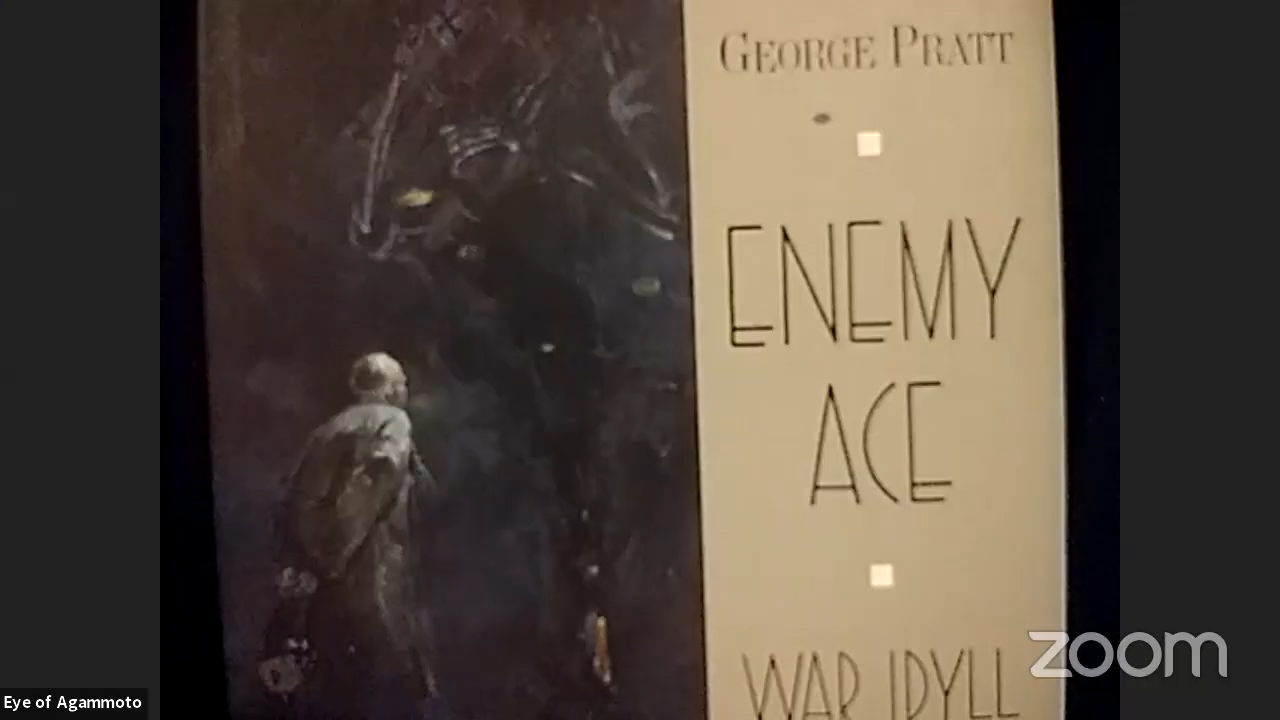 GEORGE PRATT
ENEMY
ACE
WAR IDYLL
zoom
Eye of Agammoto